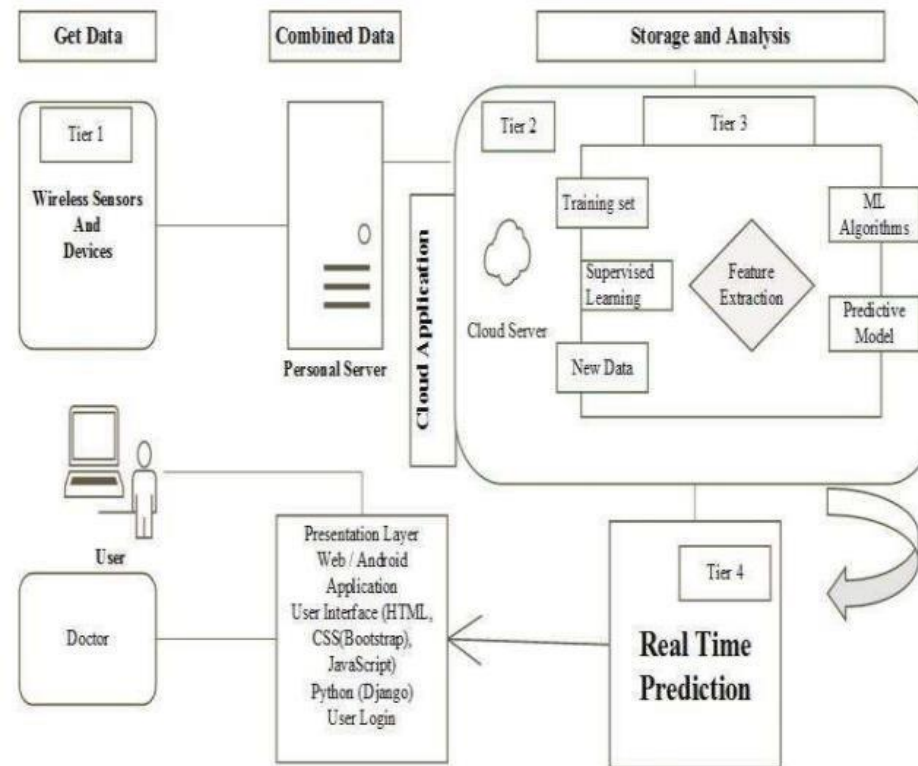 Get Data
Combined Data
Storage and Analysis
Tier 1
Wireless Sensors
And
Devices
Personal Server
Cloud Application
Tier 2
Cloud Server
Tier 3
Training set
Supervised
Learning
New Data
Feature
Extraction
ML
Algorithms
Predictive
Model
User
Doctor
Presentation Layer
Web / Android
Application
User Interface (HTML,
CSS(Bootstrap),
JavaScript)
Python (Django)
User Login
Tier 4
Real Time
Prediction